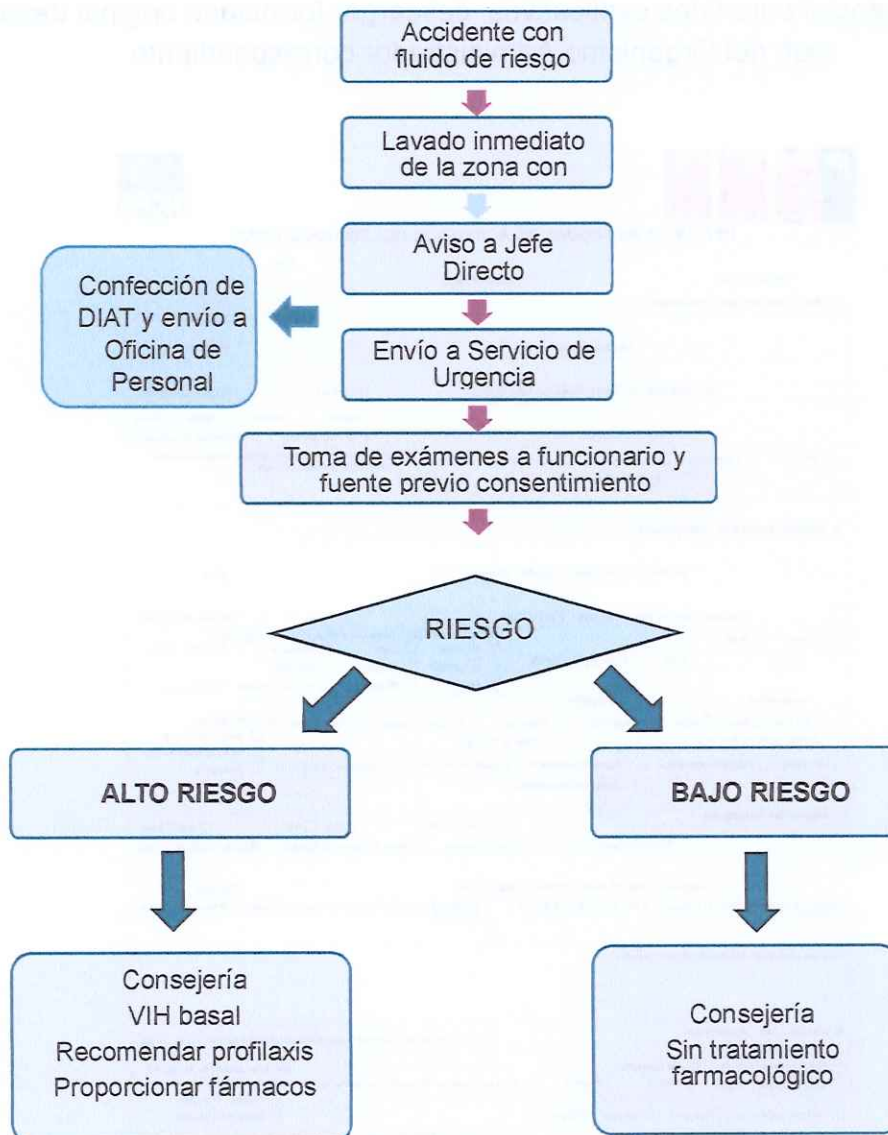 Accidente con
fluido de riesgo
Lavado inmediato
de la zona con
Aviso a Jefe
Directo
Confección de
DIAT y envío a
Oficina de
Personal
Envío a Servicio de
Urgencia
Toma de exámenes a funcionario y
fuente previo consentimiento
RIESGO
ALTO RIESGO
BAJO RIESGO
Consejería
VIH basal
Recomendar profilaxis
Proporcionar fármacos
Consejería
Sin tratamiento
farmacológico